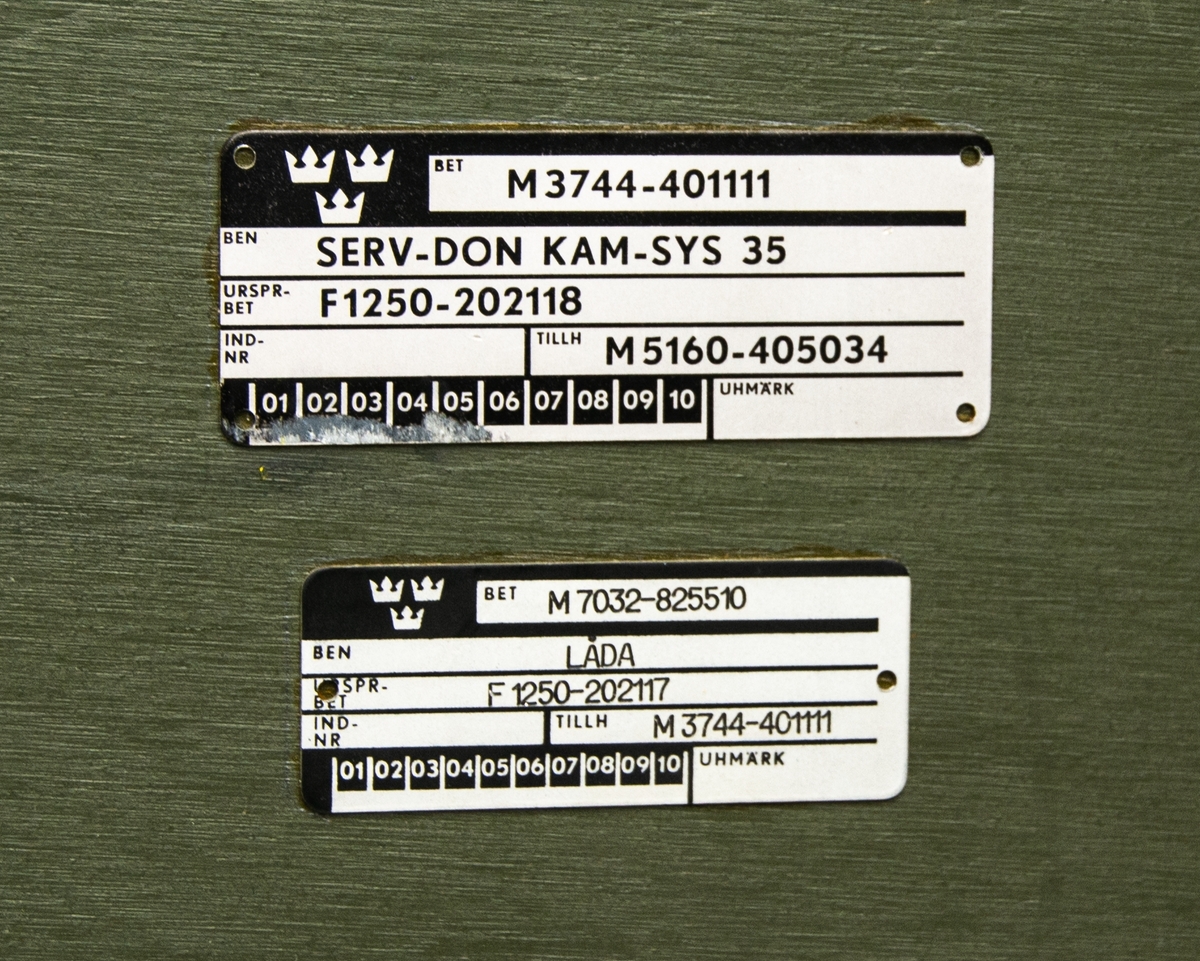 BET M3744-401111
BEN SERV-DON KAM-SYS 35
URSPR-
BET F1250-202118
IND-
NR TILLH M5160-405034
01 02 03 04 05 06 07 08 09 10 UHMÄRK
BET M7032-825510
BEN LÅDA
URSPR-
BET F1250-202117
IND-
NR TILLH M3744-401111
01 02 03 04 05 06 07 08 09 10 UHMÄRK